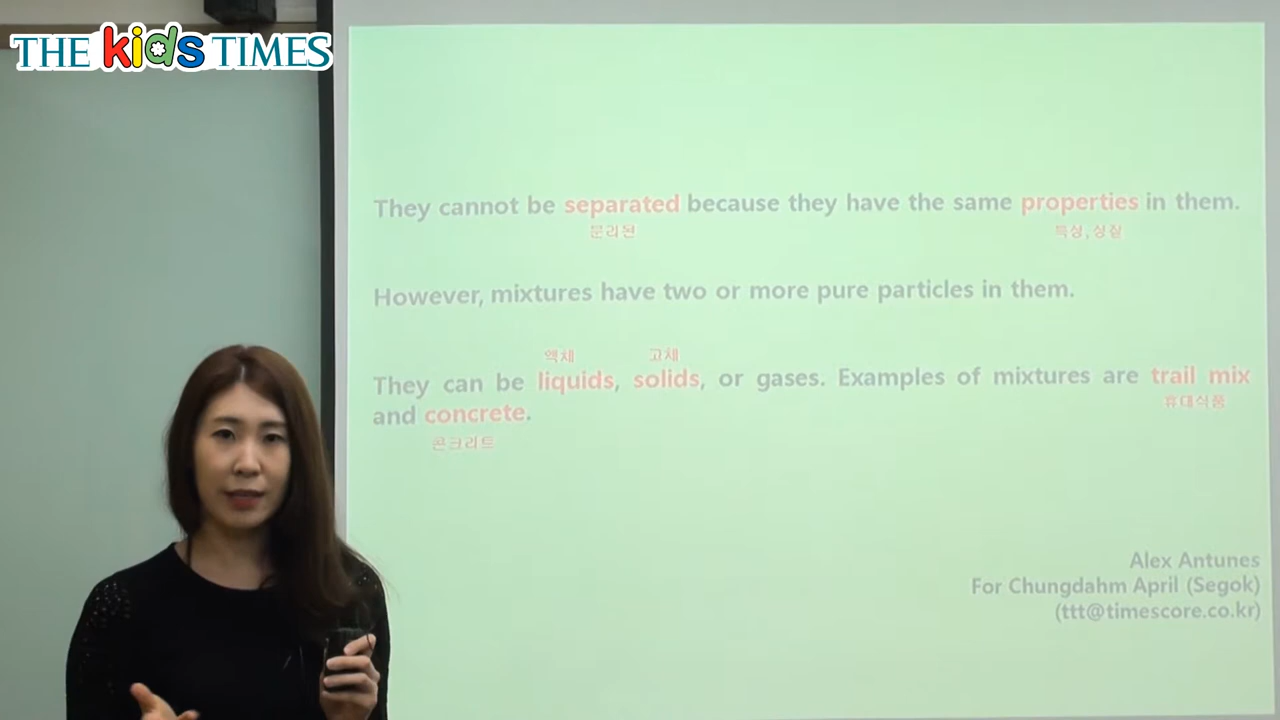 THE kids TIMES
They cannot be separated because they have the same properties in them.
분리된 특성,성질
However, mixtures have two or more pure particles in them.
액체 고체
They can be liquids, solids, or gases. Examples of mixtures are trail mix
휴대식품
and concrete.
콘크리트
Alex Antunes
For Chungdahm April (Segok)
(ttt@timescore.co.kr)